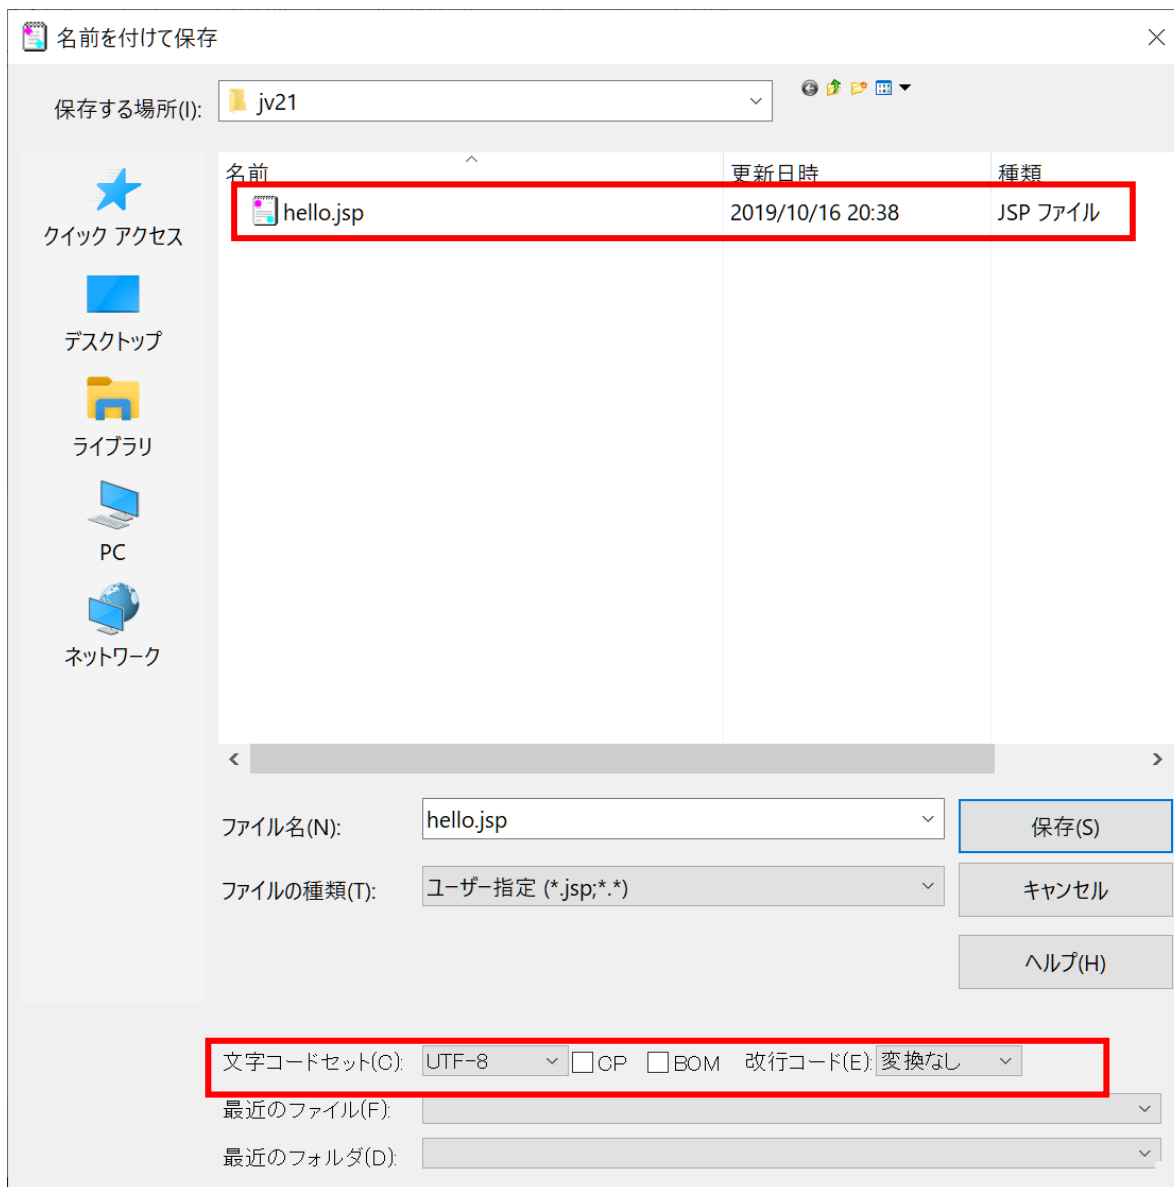 名前を付けて保存
保存する場所(I): jv21
名前 更新日時 種類
hello.jsp 2019/10/16 20:38 JSP ファイル
クイック アクセス
デスクトップ
ライブラリ
PC
ネットワーク
ファイル名(N): hello.jsp 保存(S)
ファイルの種類(T): ユーザー指定 (*.jsp;*.*) キャンセル
ヘルプ(H)
文字コードセット(C): UTF-8 CP BOM 改行コード(E): 変換なし
最近のファイル(F):
最近のフォルダ(D):